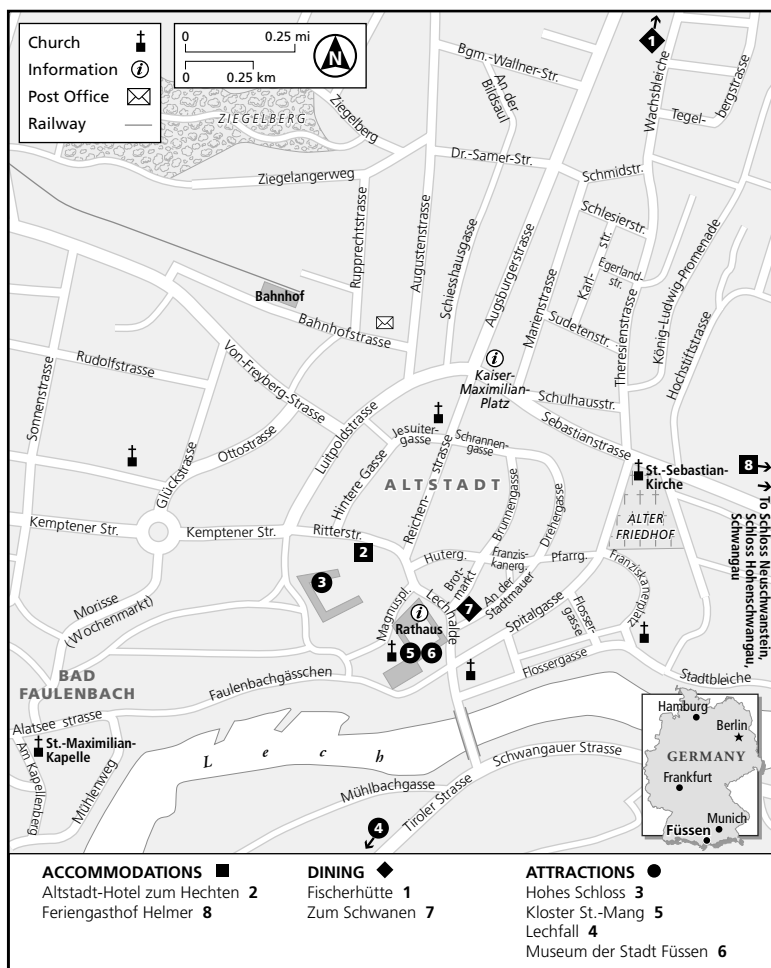 Church
Information i
Post Office
Railway
0 0.25 mi
0 0.25 km
N
1
Bgm.-Wallner-Str.
An der
Bildsaul
Wachsbleiche
Tegel-
bergstrasse
ZIEGELBERG
Ziegelberg
Dr.-Samer-Str.
Schmidstr.
Ziegelangerweg
Rupprechtstrasse
Augustenstrasse
Schiesshausgasse
Augsburgerstrasse
Schlesierstr.
Karl-
str.
Egerland-
str.
Marienstrasse
Sudetenstr.
Theresienstrasse
König-Ludwig-Promenade
Hochstiftstrasse
Bahnhof
Bahnhofstrasse
i
Kaiser-
Maximilian-
Platz
Schulhausstr.
Sebastianstrasse
Sonnenstrasse
Rudolfstrasse
Von-Freyberg-Strasse
Ottostrasse
Glückstrasse
Luitpoldstrasse
Jesuiter-
gasse
Hintere Gasse
Schrannen-
gasse
Reichen-
strasse
ALTSTADT
Brunnengasse
Drehergasse
St.-Sebastian-
Kirche
8
ALTER
FRIEDHOF
To Schloss Neuschwanstein,
Schloss Hohenschwangau,
Schwangau
Kemptener Str.
Kemptener Str.
Ritterstr.
2
3
Huterg.
Franzis-
kanerg.
Pfarrg.
Brot-
markt
An der
Stadtmauer
Franziskanerplatz
Morisse
(Wochenmarkt)
Magnuspl.
Lechhalde
7
i
Rathaus
5 6
Spitalgasse
Flosser-
gasse
Flossergasse
Stadtbleiche
BAD
FAULENBACH
Faulenbachgässchen
Alatsee strasse
St.-Maximilian-
Kapelle
Am Kapellenberg
Mühlenweg
Lech
Mühlbachgasse
Schwangauer Strasse
Tiroler Strasse
4
Hamburg
Berlin
GERMANY
Frankfurt
Munich
Füssen
ACCOMMODATIONS
Altstadt-Hotel zum Hechten 2
Feriengasthof Helmer 8
DINING
Fischerhütte 1
Zum Schwanen 7
ATTRACTIONS
Hohes Schloss 3
Kloster St.-Mang 5
Lechfall 4
Museum der Stadt Füssen 6